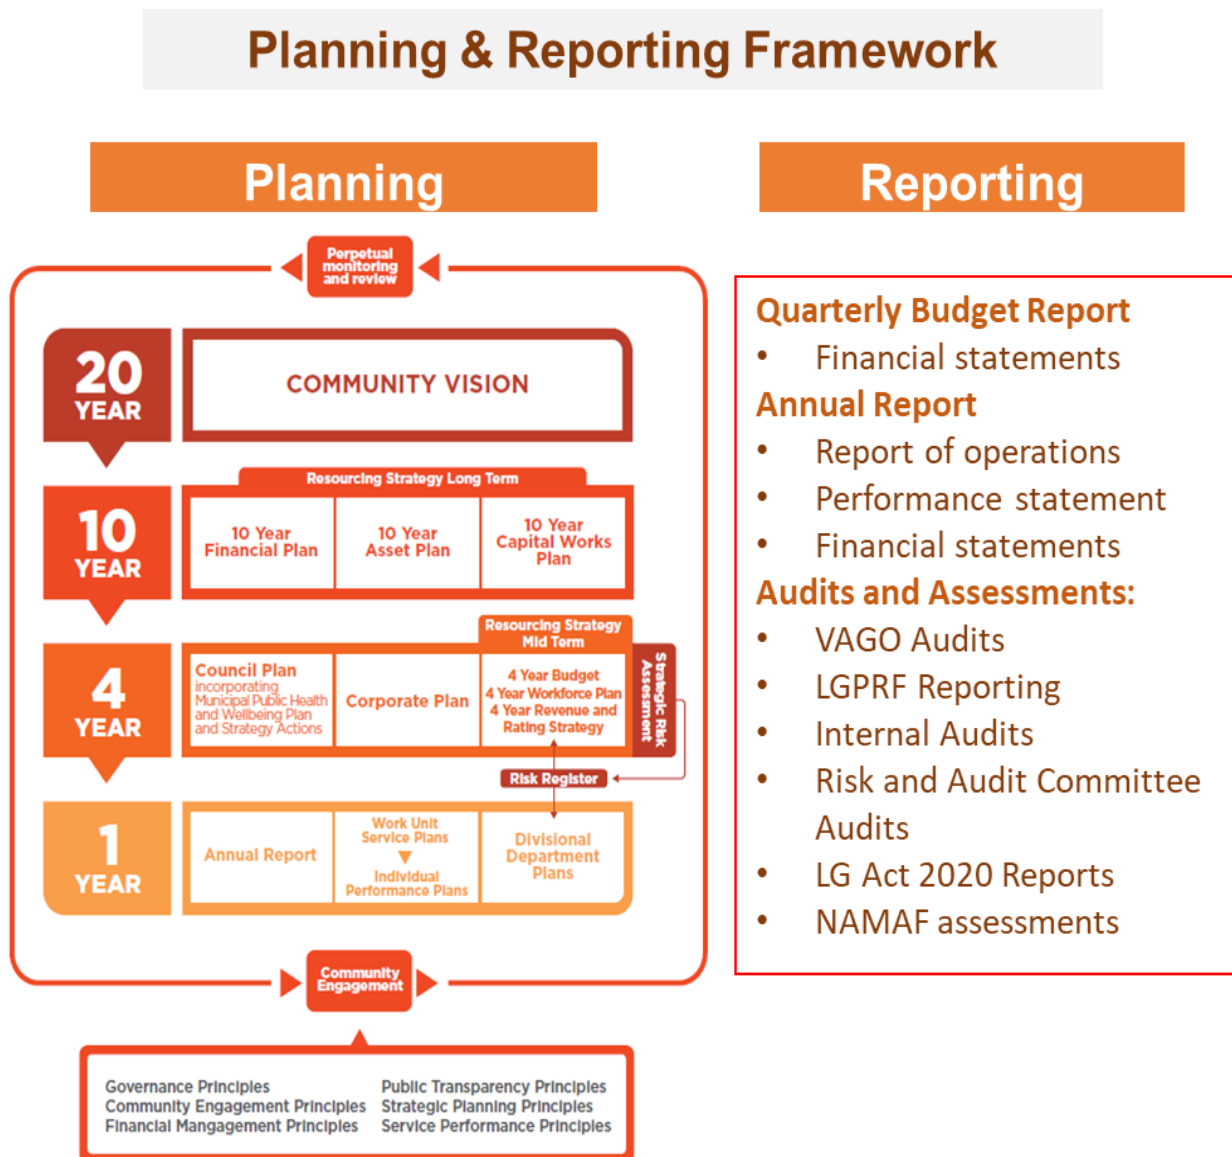 Planning & Reporting Framework
Planning
Reporting
Perpetual
monitoring
and review
20
YEAR
COMMUNITY VISION
Resourcing Strategy Long Term
10
YEAR
10 Year
Financial Plan
10 Year
Asset Plan
10 Year
Capital Works
Plan
Resourcing Strategy
Mid Term
4
YEAR
Council Plan
incorporating
Municipal Public Health
and Wellbeing Plan
and Strategy Actions
Corporate Plan
4 Year Budget
4 Year Workforce Plan
4 Year Revenue and
Rating Strategy
Strategic Risk
Assessment
Risk Register
1
YEAR
Annual Report
Work Unit
Service Plans
Individual
Performance Plans
Divisional
Department
Plans
Community
Engagement
Governance Principles
Community Engagement Principles
Financial Mangagement Principles
Public Transparency Principles
Strategic Planning Principles
Service Performance Principles
Quarterly Budget Report
• Financial statements
Annual Report
• Report of operations
• Performance statement
• Financial statements
Audits and Assessments:
• VAGO Audits
• LGPRF Reporting
• Internal Audits
• Risk and Audit Committee
Audits
• LG Act 2020 Reports
• NAMAF assessments